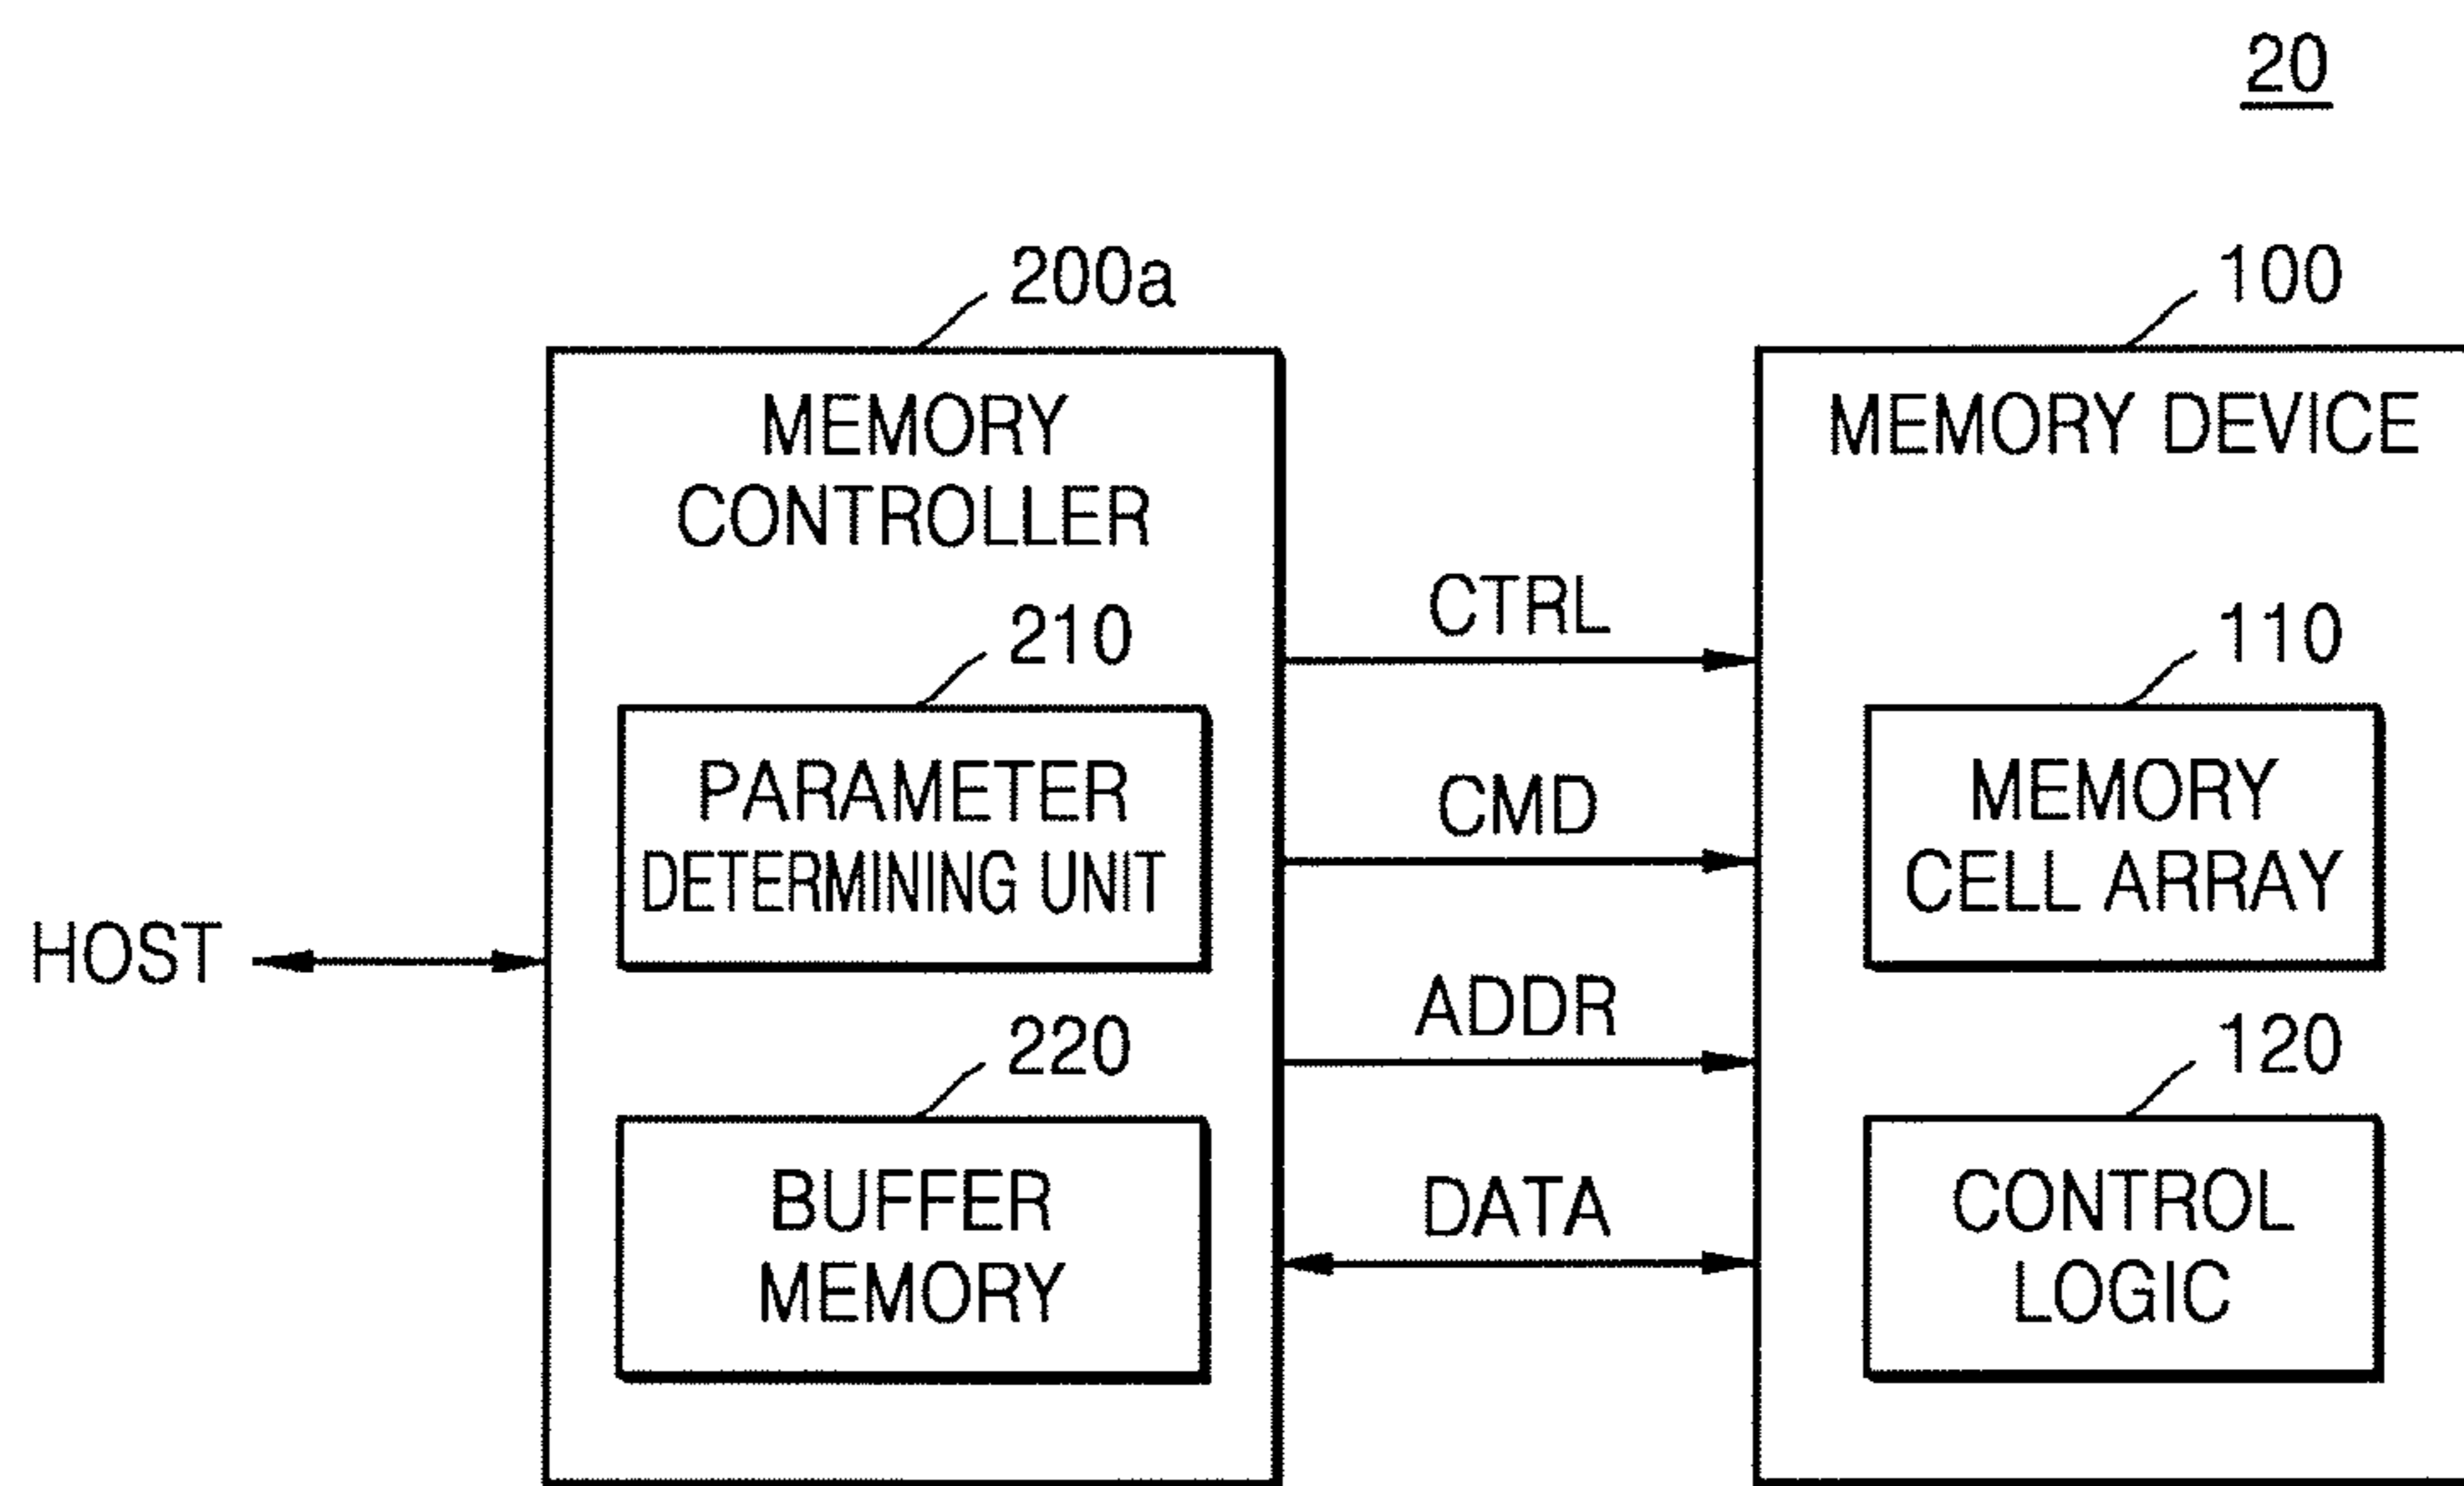 20
200a
100
MEMORY
CONTROLLER
MEMORY DEVICE
CTRL
210
110
PARAMETER
DETERMINING UNIT
CMD
MEMORY
CELL ARRAY
HOST
ADDR
220
120
BUFFER
MEMORY
DATA
CONTROL
LOGIC